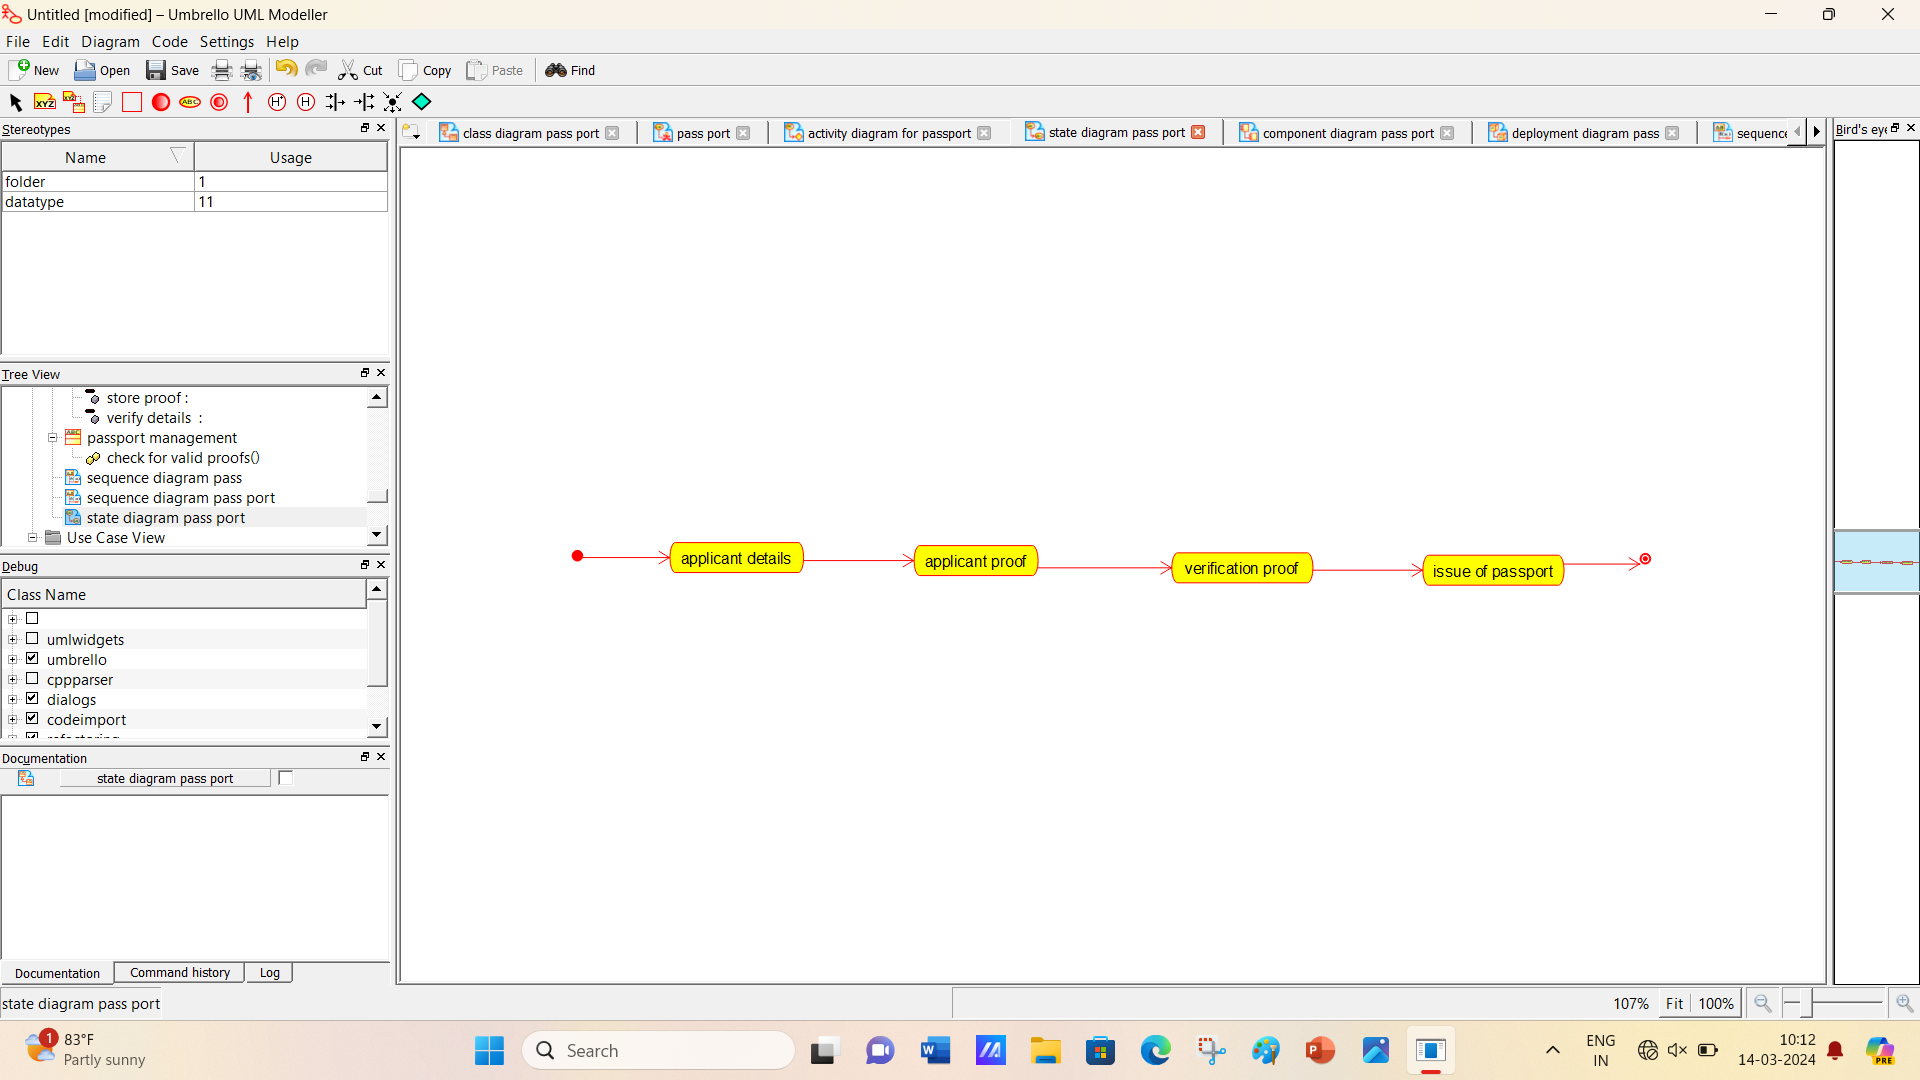 Untitled [modified] – Umbrello UML Modeller
File Edit Diagram Code Settings Help
New Open Save Cut Copy Paste Find
XYZ ABC H* H
Stereotypes
Name Usage
folder 1
datatype 11
Tree View
store proof :
verify details :
passport management
check for valid proofs()
sequence diagram pass
sequence diagram pass port
state diagram pass port
Use Case View
Debug
Class Name
umlwidgets
umbrello
cppparser
dialogs
codeimport
refactoring
Documentation
state diagram pass port
Documentation Command history Log
class diagram pass port pass port activity diagram for passport state diagram pass port component diagram pass port deployment diagram pass sequence
Bird's eye
applicant details
applicant proof
verification proof
issue of passport
state diagram pass port
107% Fit 100%
1
83°F
Partly sunny
Search
ENG
IN
10:12
14-03-2024
PRE